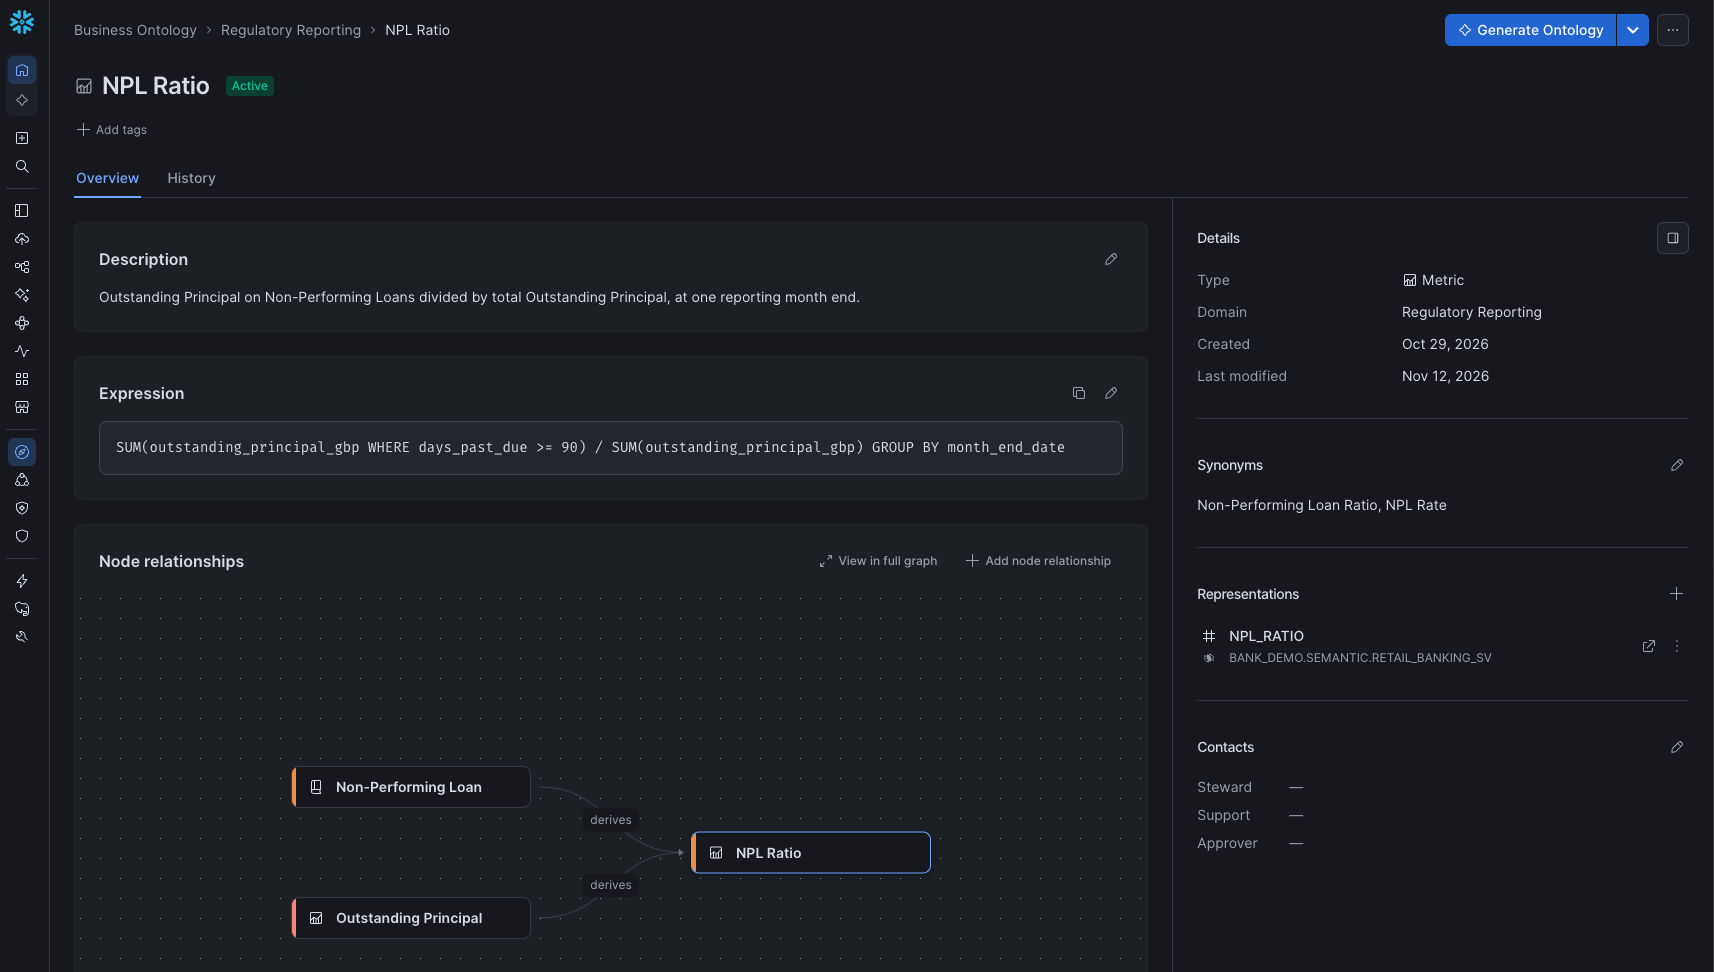 Business Ontology › Regulatory Reporting › NPL Ratio
Generate Ontology
NPL Ratio
Active
Add tags
Overview
History
Description
Outstanding Principal on Non-Performing Loans divided by total Outstanding Principal, at one reporting month end.
Expression
SUM(outstanding_principal_gbp WHERE days_past_due >= 90) / SUM(outstanding_principal_gbp) GROUP BY month_end_date
Node relationships
View in full graph
Add node relationship
Non-Performing Loan
derives
NPL Ratio
derives
Outstanding Principal
Details
Type Metric
Domain Regulatory Reporting
Created Oct 29, 2026
Last modified Nov 12, 2026
Synonyms
Non-Performing Loan Ratio, NPL Rate
Representations
NPL_RATIO
BANK_DEMO.SEMANTIC.RETAIL_BANKING_SV
Contacts
Steward —
Support —
Approver —